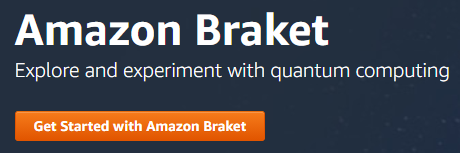 Amazon Braket
Explore and experiment with quantum computing
Get Started with Amazon Braket